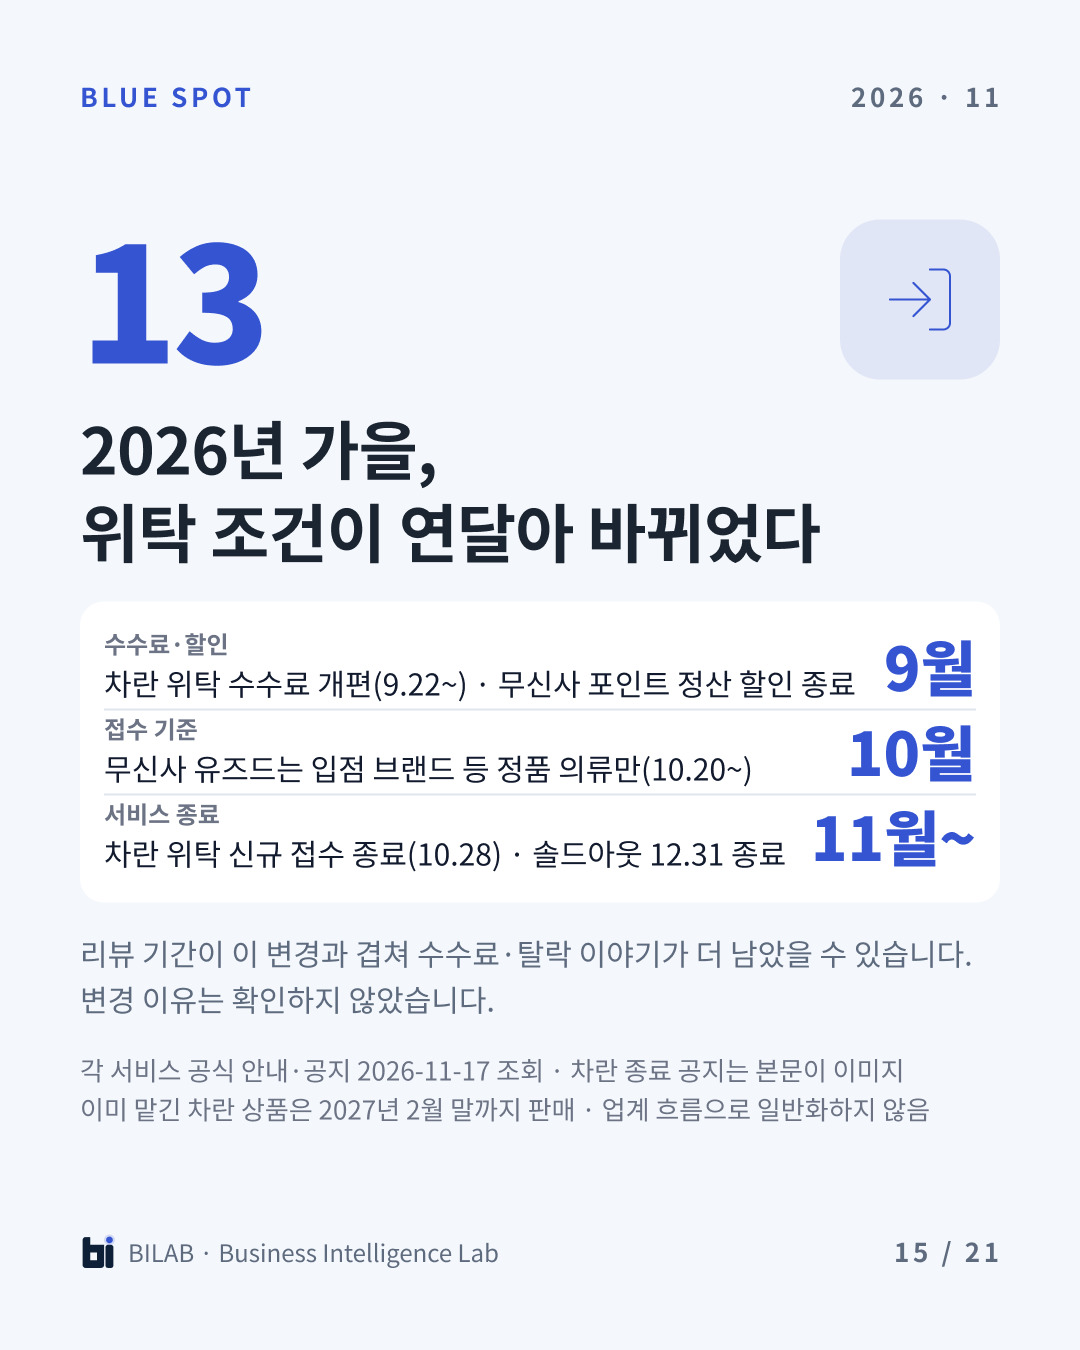 BLUE SPOT
2026 · 11
13
2026년 가을,
위탁 조건이 연달아 바뀌었다
수수료·할인
차란 위탁 수수료 개편(9.22~) · 무신사 포인트 정산 할인 종료
9월
접수 기준
무신사 유즈드는 입점 브랜드 등 정품 의류만(10.20~)
10월
서비스 종료
차란 위탁 신규 접수 종료(10.28) · 솔드아웃 12.31 종료
11월~
리뷰 기간이 이 변경과 겹쳐 수수료·탈락 이야기가 더 남았을 수 있습니다.
변경 이유는 확인하지 않았습니다.
각 서비스 공식 안내·공지 2026-11-17 조회 · 차란 종료 공지는 본문이 이미지
이미 맡긴 차란 상품은 2027년 2월 말까지 판매 · 업계 흐름으로 일반화하지 않음
bi BILAB · Business Intelligence Lab
15 / 21